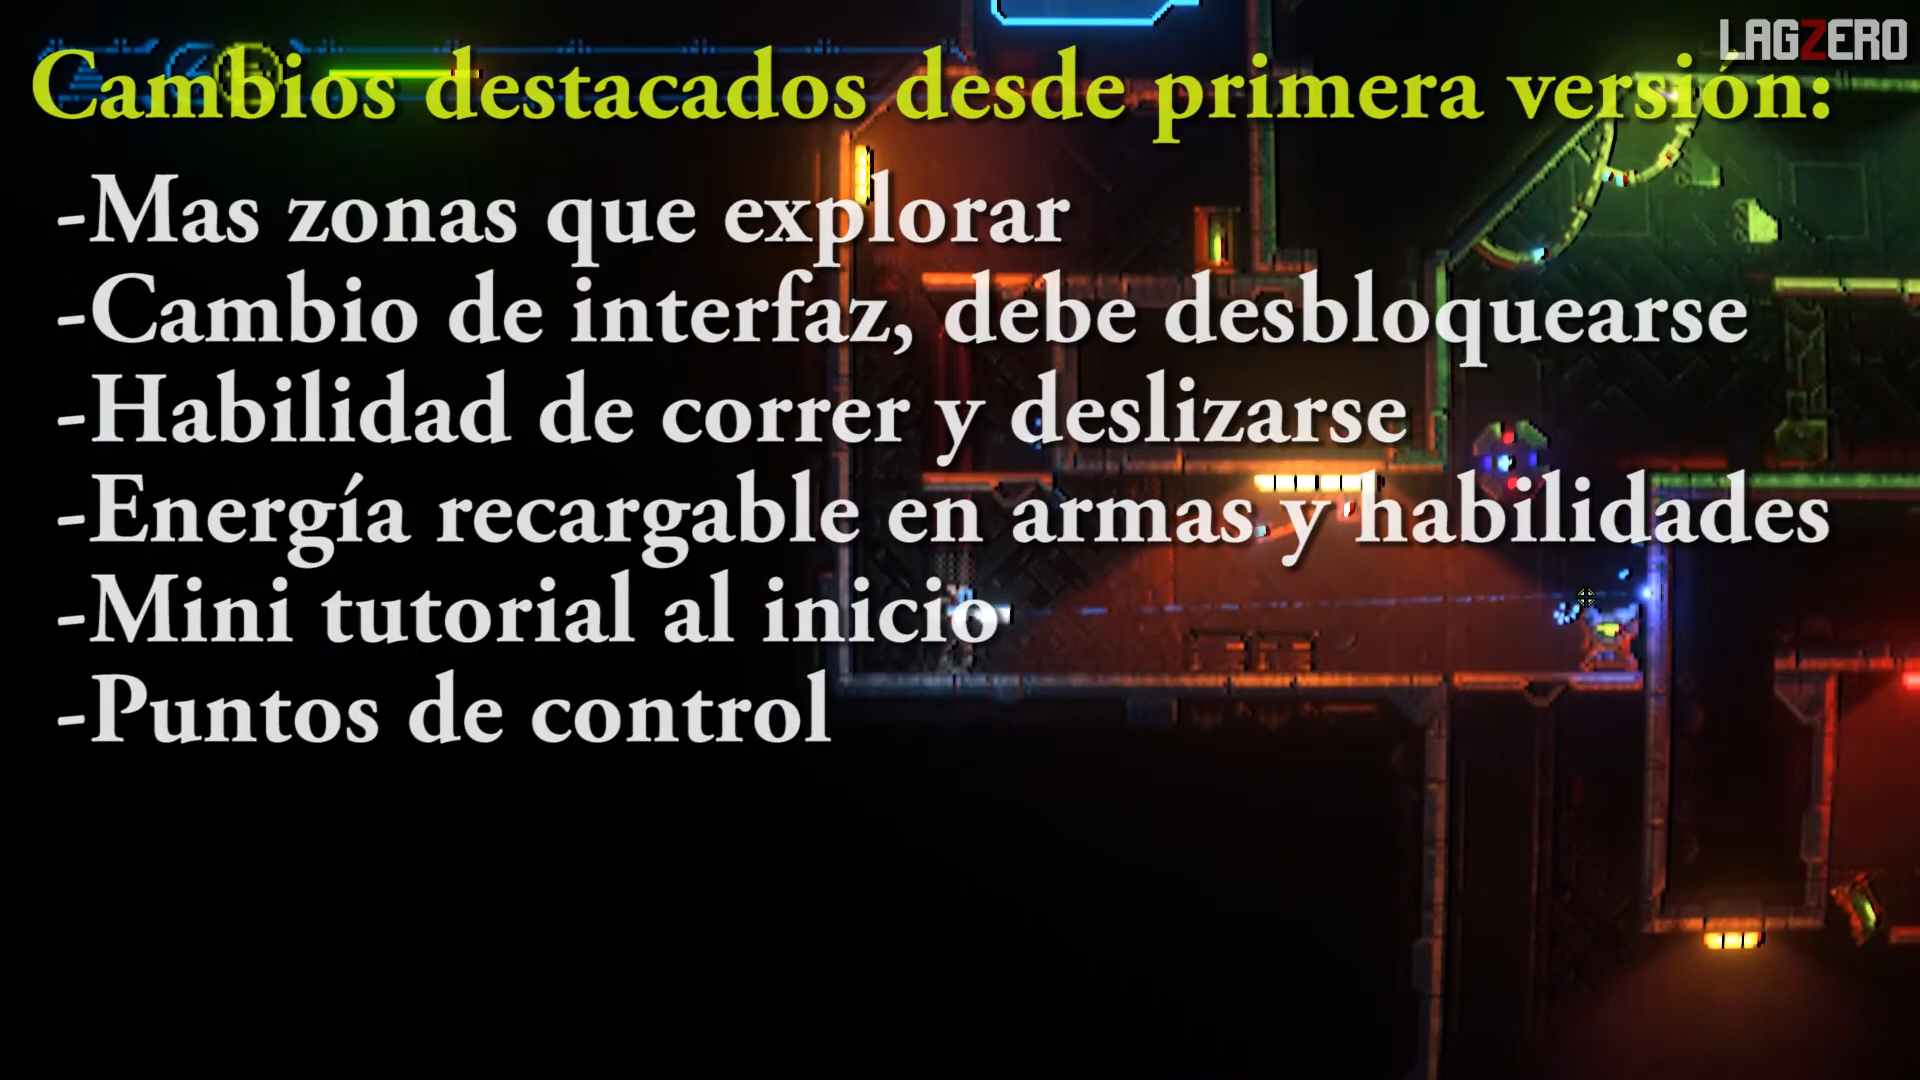 LAGZERO
Cambios destacados desde primera versión:
-Mas zonas que explorar
-Cambio de interfaz, debe desbloquearse
-Habilidad de correr y deslizarse
-Energía recargable en armas y habilidades
-Mini tutorial al inicio
-Puntos de control